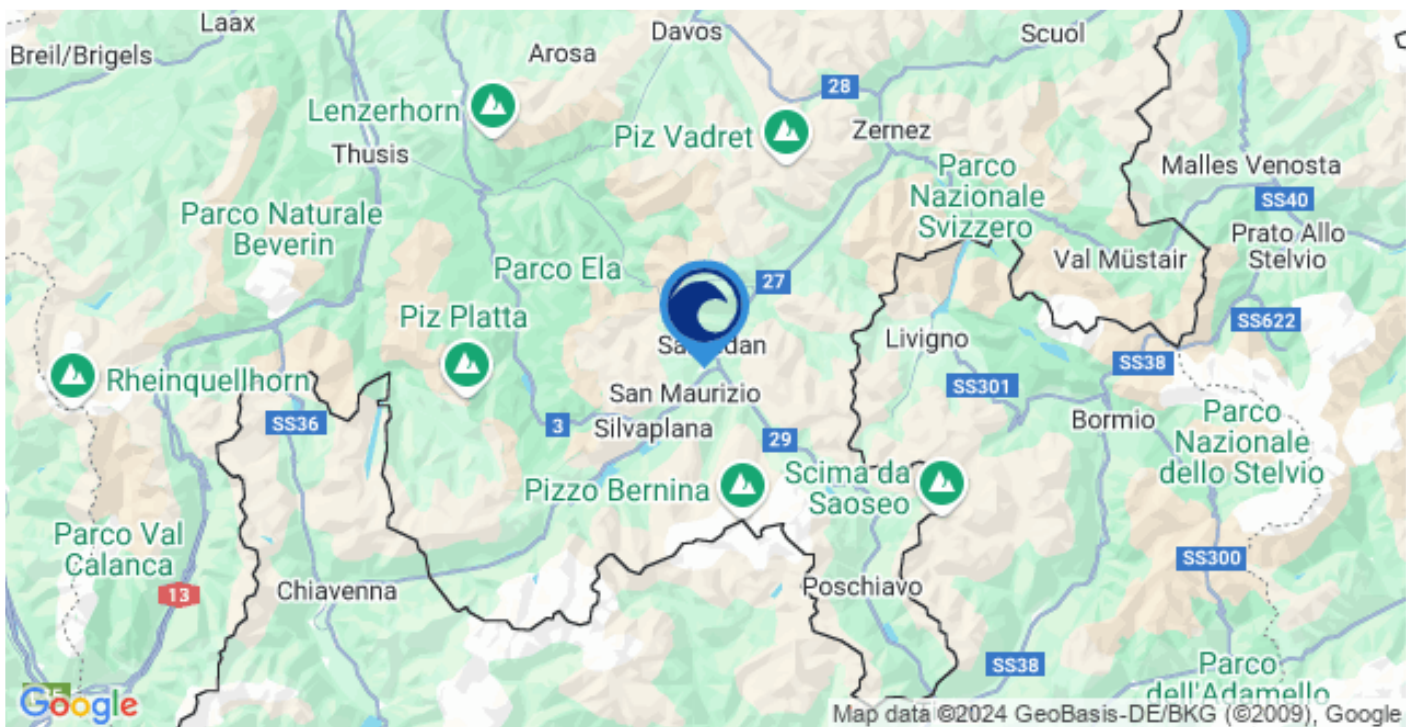 Laax
Davos
Scuol
Breil/Brigels
Arosa
28
Lenzerhorn
Piz Vadret
Zernez
Thusis
Parco
Nazionale
Svizzero
Malles Venosta
SS40
Parco Naturale
Beverin
Prato Allo
Stelvio
Parco Ela
27
Val Müstair
Piz Platta
SS622
Livigno
SS38
Rheinquellhorn
San Maurizio
SS301
SS36
3
Silvaplana
29
Bormio
Parco
Nazionale
dello Stelvio
Pizzo Bernina
Scima da
Saoseo
Parco Val
Calanca
13
Chiavenna
Poschiavo
SS300
SS38
Parco
dell'Adamello
Google
Map data ©2024 GeoBasis-DE/BKG (©2009), Google